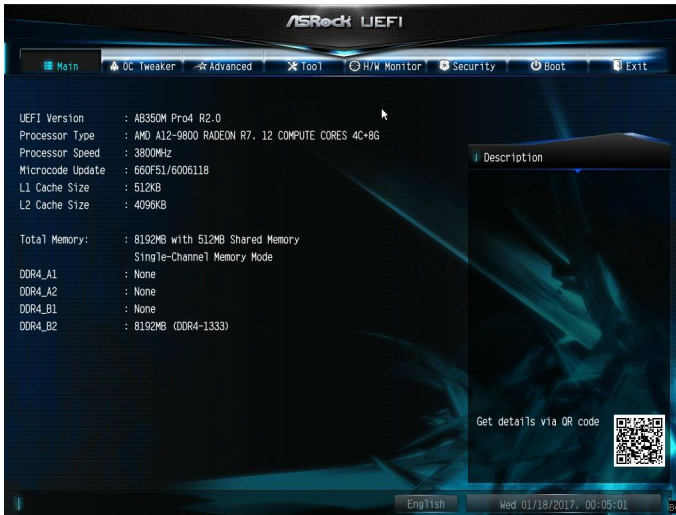 ASRock UEFI
Main OC Tweaker Advanced Tool H/W Monitor Security Boot Exit
UEFI Version : AB350M Pro4 R2.0
Processor Type : AMD A12-9800 RADEON R7. 12 COMPUTE CORES 4C+8G
Processor Speed : 3800MHz
Microcode Update : 660F51/6006118
L1 Cache Size : 512KB
L2 Cache Size : 4096KB
Total Memory: : 8192MB with 512MB Shared Memory
Single-Channel Memory Mode
DDR4_A1 : None
DDR4_A2 : None
DDR4_B1 : None
DDR4_B2 : 8192MB (DDR4-1333)
Description
Get details via QR code
English Wed 01/18/2017. 00:05:01